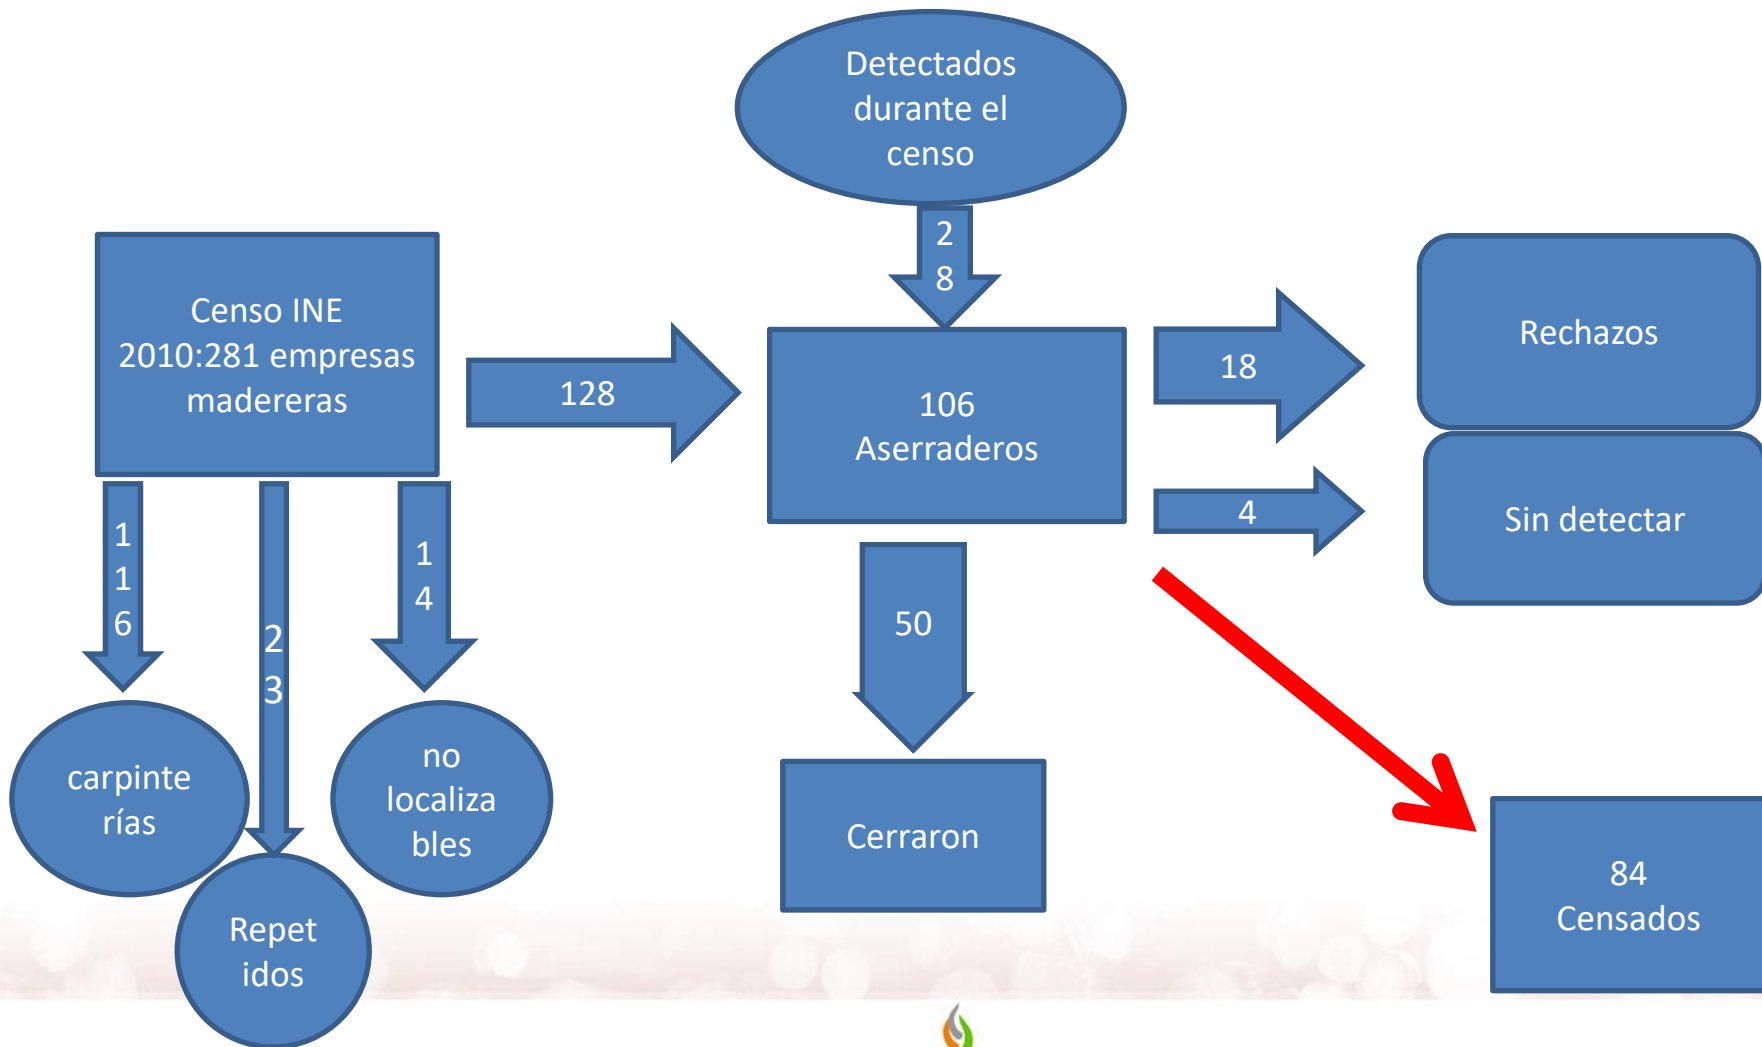 Detectados
durante el
censo
2
8
Censo INE
2010:281 empresas
madereras
128
106
Aserraderos
18
Rechazos
4
Sin detectar
1
1
6
2
3
1
4
50
carpinte
rías
no
localiza
bles
Repet
idos
Cerraron
84
Censados